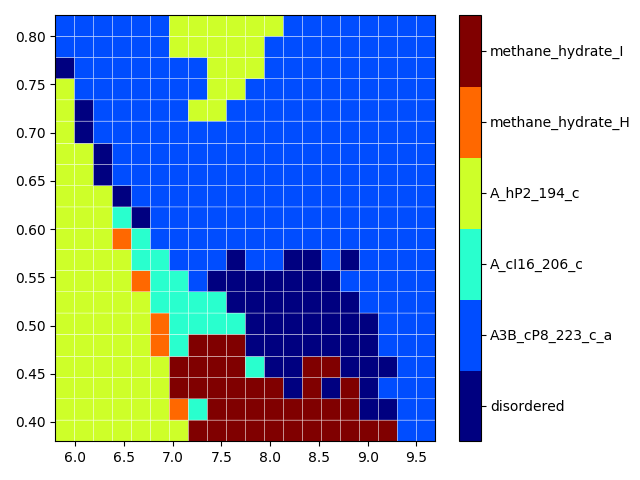 0.80
0.75
0.70
0.65
0.60
0.55
0.50
0.45
0.40
6.0 6.5 7.0 7.5 8.0 8.5 9.0 9.5
methane_hydrate_I
methane_hydrate_H
A_hP2_194_c
A_cI16_206_c
A3B_cP8_223_c_a
disordered